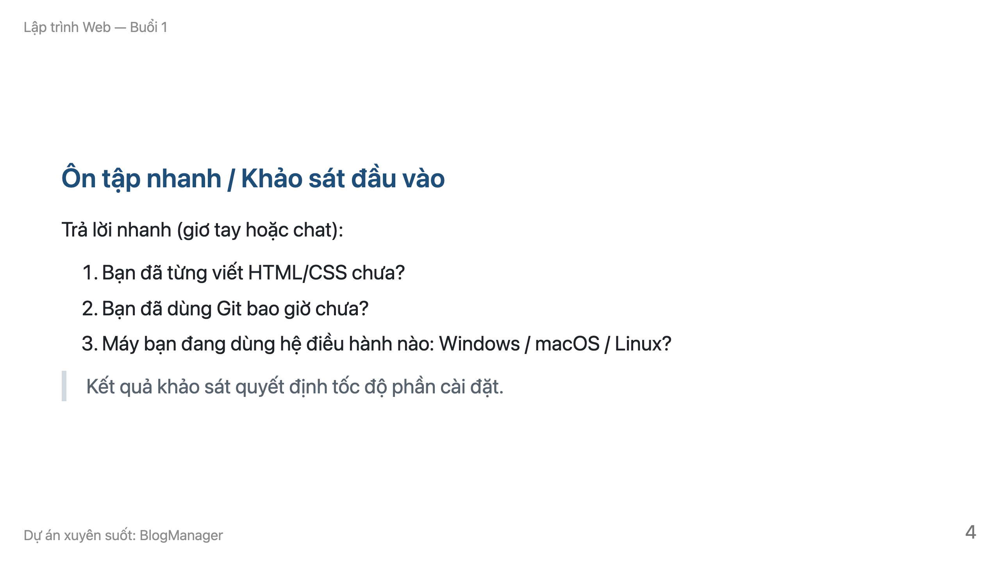 Lập trình Web — Buổi 1
Ôn tập nhanh / Khảo sát đầu vào
Trả lời nhanh (giơ tay hoặc chat):
1. Bạn đã từng viết HTML/CSS chưa?
2. Bạn đã dùng Git bao giờ chưa?
3. Máy bạn đang dùng hệ điều hành nào: Windows / macOS / Linux?
Kết quả khảo sát quyết định tốc độ phần cài đặt.
Dự án xuyên suốt: BlogManager
4